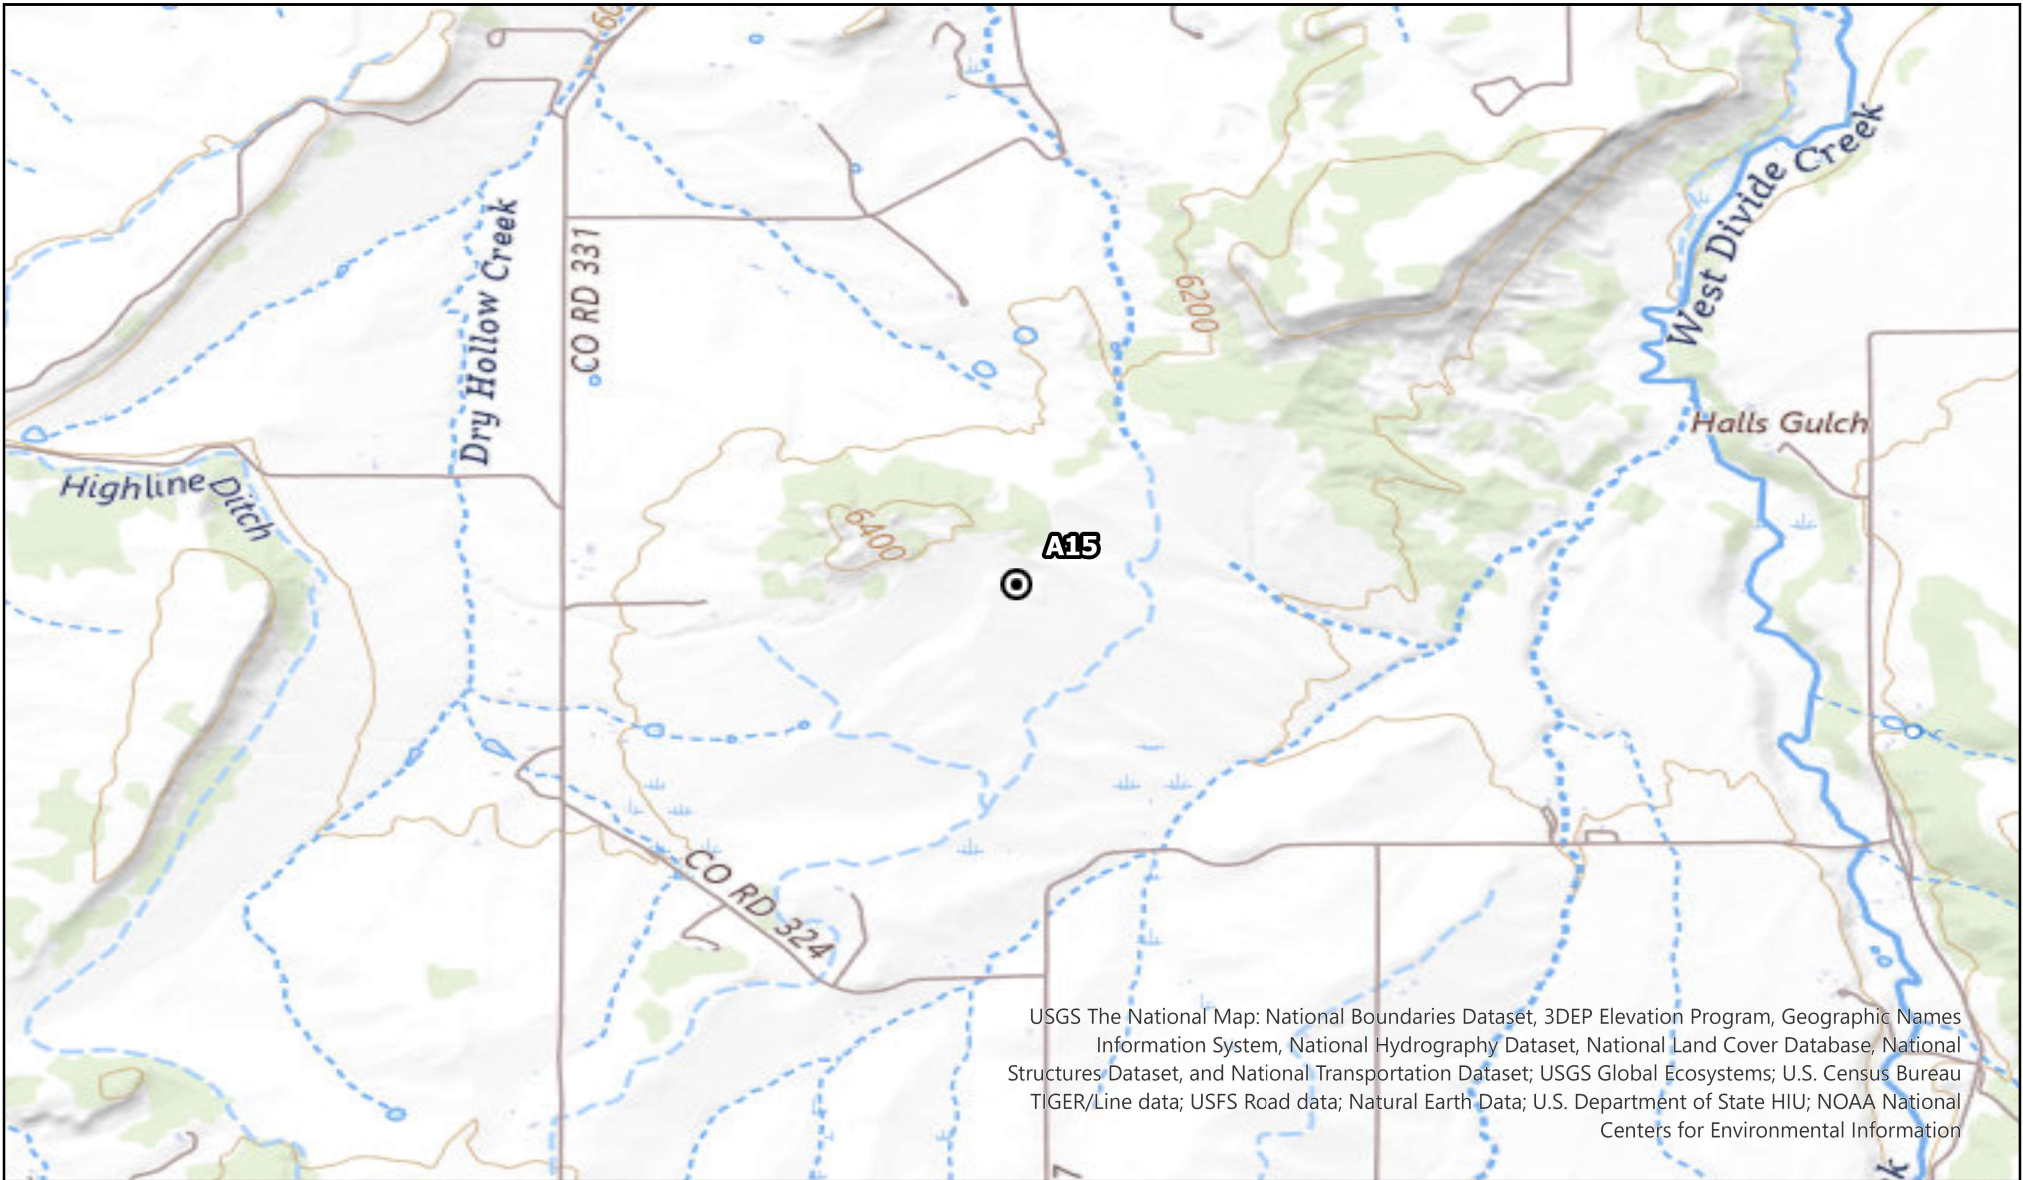 60
West Divide Creek
Dry Hollow Creek
CO RD 331
6200
Halls Gulch
Highline Ditch
6400
A15
CO RD 324
USGS The National Map: National Boundaries Dataset, 3DEP Elevation Program, Geographic Names
Information System, National Hydrography Dataset, National Land Cover Database, National
Structures Dataset, and National Transportation Dataset; USGS Global Ecosystems; U.S. Census Bureau
TIGER/Line data; USFS Road data; Natural Earth Data; U.S. Department of State HIU; NOAA National
Centers for Environmental Information
7
k